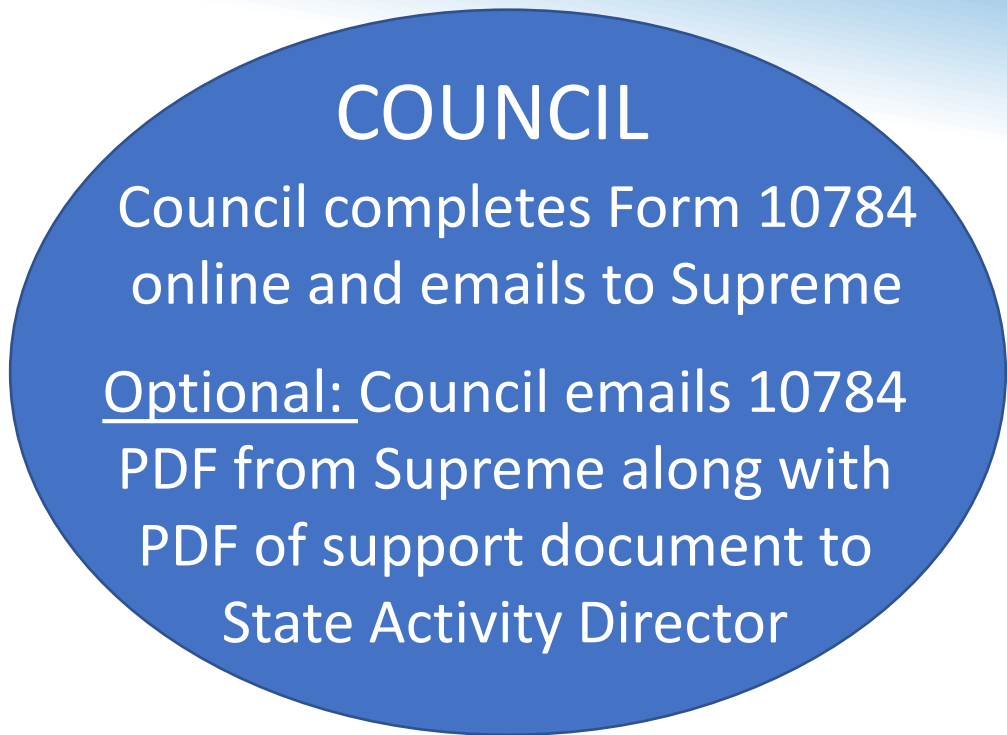 COUNCIL
Council completes Form 10784
online and emails to Supreme
Optional: Council emails 10784
PDF from Supreme along with
PDF of support document to
State Activity Director